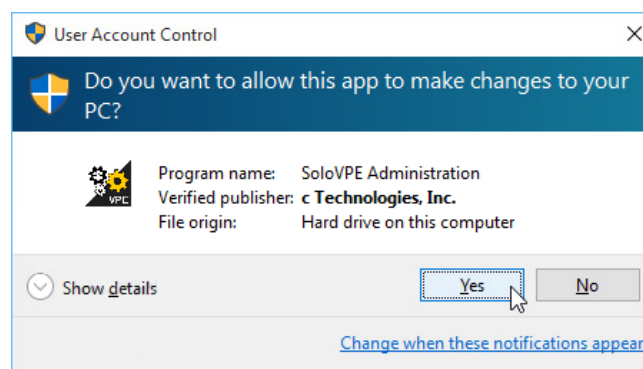 User Account Control
Do you want to allow this app to make changes to your
PC?
VPC
Program name: SoloVPE Administration
Verified publisher: c Technologies, Inc.
File origin: Hard drive on this computer
Show details
Yes
No
Change when these notifications appear